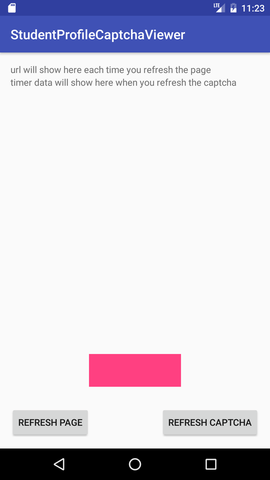 LTE 11:23
StudentProfileCaptchaViewer
url will show here each time you refresh the page
timer data will show here when you refresh the captcha
REFRESH PAGE
REFRESH CAPTCHA